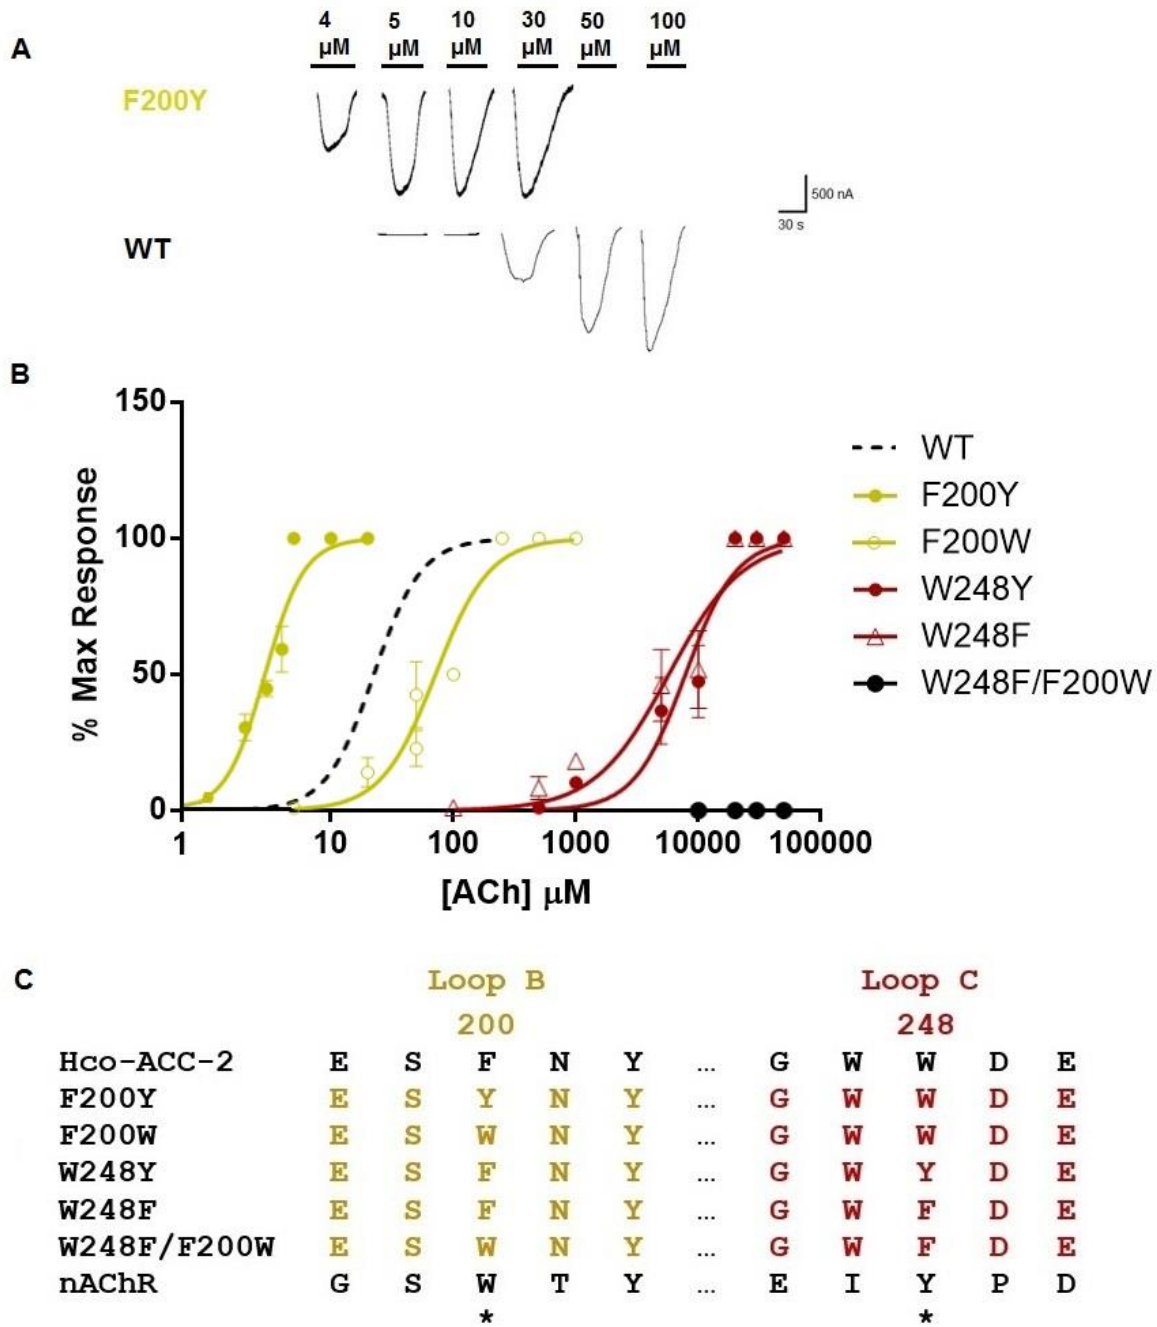 A
4 µM 5 µM 10 µM 30 µM 50 µM 100 µM
F200Y
500 nA
30 s
WT
B
150
100
50
0
% Max Response
1 10 100 1000 10000 100000
[ACh] µM
WT
F200Y
F200W
W248Y
W248F
W248F/F200W
C
Loop B Loop C
200 248
Hco-ACC-2 E S F N Y ... G W W D E
F200Y E S Y N Y ... G W W D E
F200W E S W N Y ... G W W D E
W248Y E S F N Y ... G W Y D E
W248F E S F N Y ... G W F D E
W248F/F200W E S W N Y ... G W F D E
nAChR G S W T Y ... E I Y P D
* *